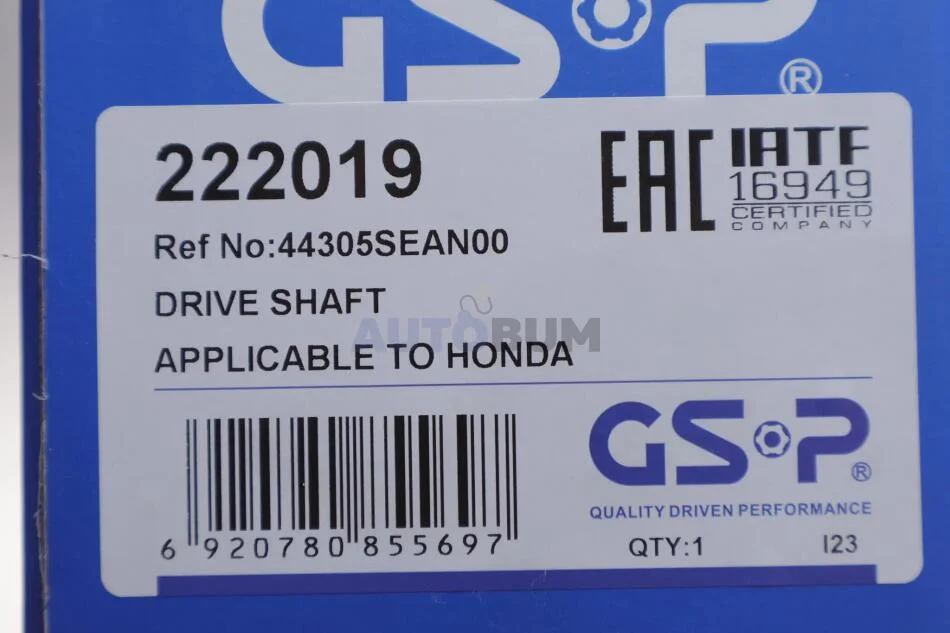 GS P ®
222019
EAC
IATF
16949
CERTIFIED
COMPANY
Ref No:44305SEAN00
DRIVE SHAFT
AUTOBUM
APPLICABLE TO HONDA
GS P ®
QUALITY DRIVEN PERFORMANCE
6 920780 855697
QTY:1 I23